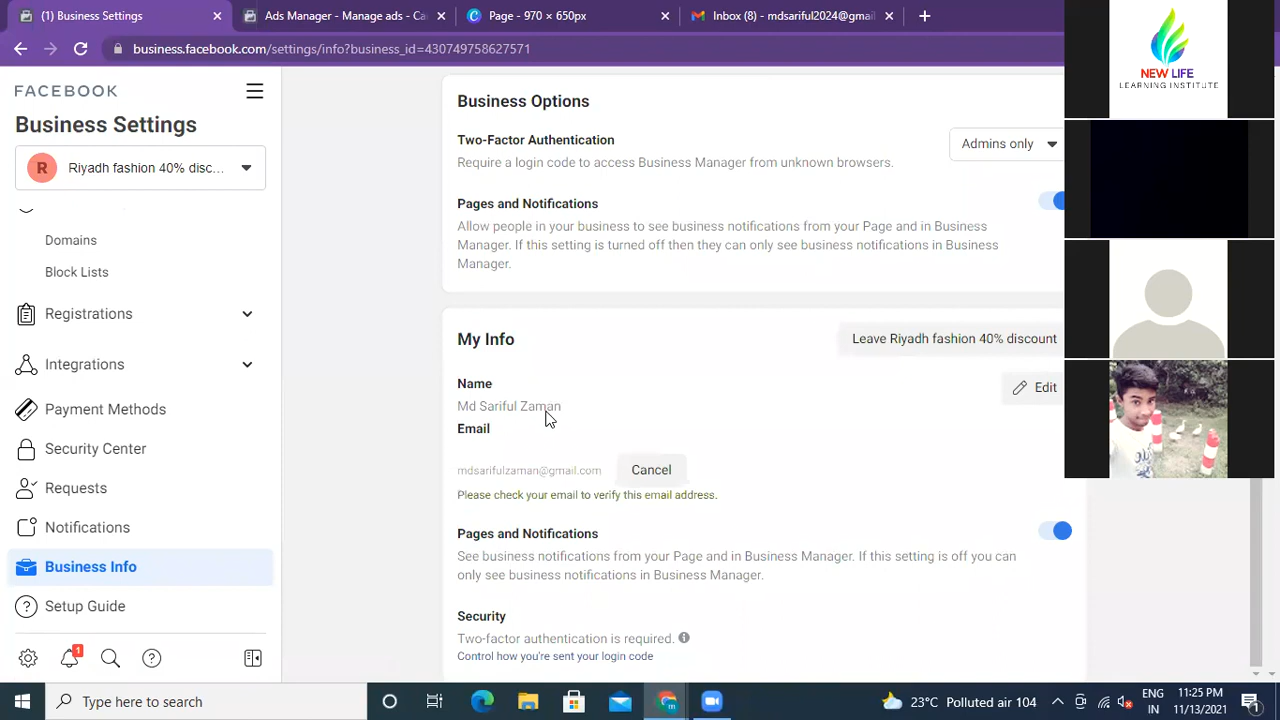 Business Settings
Ads Manager - Manage ads - Ca
Page - 970 × 650px
Inbox (8) - mdsariful2024@gmail
business.facebook.com/settings/info?business_id=430749758627571
FACEBOOK
Business Settings
R
Riyadh fashion 40% disc...
Domains
Block Lists
Registrations
Integrations
Payment Methods
Security Center
Requests
Notifications
Business Info
Setup Guide
1
Business Options
Two-Factor Authentication
Require a login code to access Business Manager from unknown browsers.
Admins only
Pages and Notifications
Allow people in your business to see business notifications from your Page and in Business
Manager. If this setting is turned off then they can only see business notifications in Business
Manager.
My Info
Leave Riyadh fashion 40% discount
Name
Md Sariful Zaman
Edit
Email
mdsarifulzaman@gmail.com
Cancel
Please check your email to verify this email address.
Pages and Notifications
See business notifications from your Page and in Business Manager. If this setting is off you can
only see business notifications in Business Manager.
Security
Two-factor authentication is required.
Control how you're sent your login code
NEW LIFE
LEARNING INSTITUTE
Type here to search
23°C Polluted air 104
ENG
IN
11:25 PM
11/13/2021
1